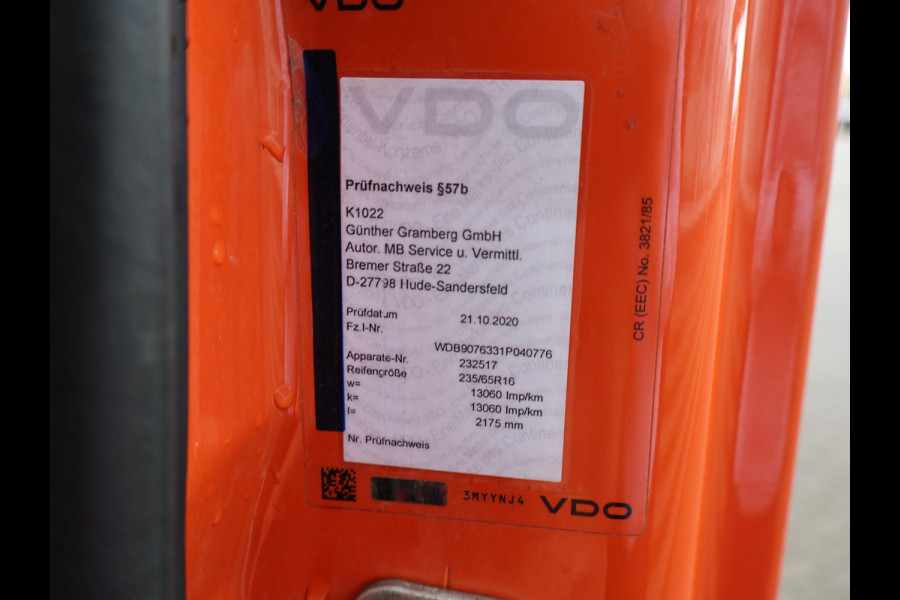 VDO
VDO
Prüfnachweis §57b
K1022
Günther Gramberg GmbH
Autor. MB Service u. Vermittl.
Bremer Straße 22
D-27798 Hude-Sandersfeld
Prüfdatum 21.10.2020
Fz.I-Nr.
WDB9076331P040776
Apparate-Nr. 232517
Reifengröße 235/65R16
w= 13060 Imp/km
k= 13060 Imp/km
l= 2175 mm
Nr. Prüfnachweis
3MYYNJ4 VDO
CR (EEC) No. 3821/85